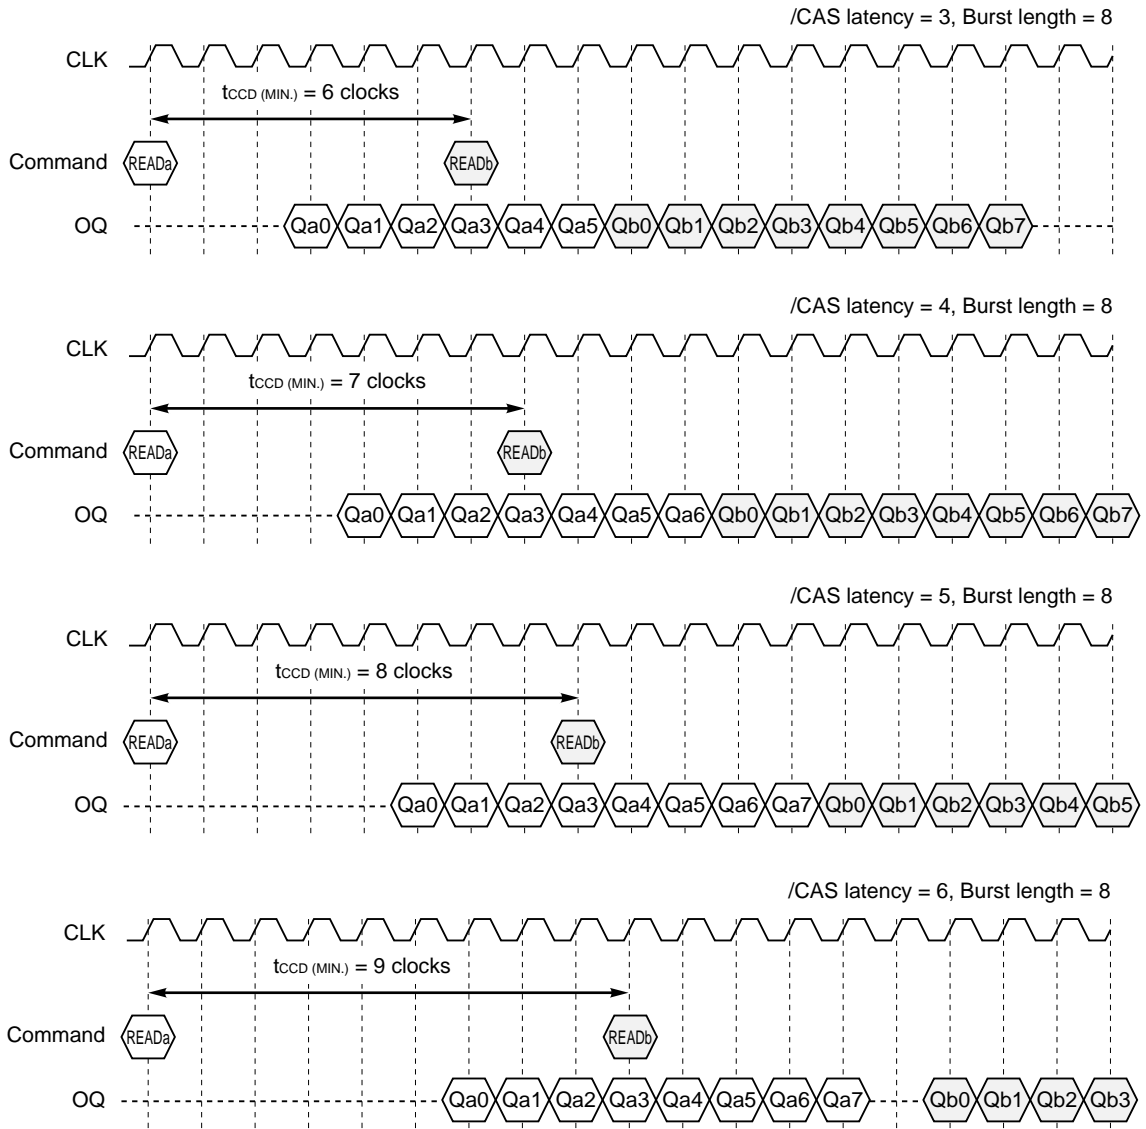 /CAS latency = 3, Burst length = 8
CLK
tCCD (MIN.) = 6 clocks
Command READa READb
OQ Qa0 Qa1 Qa2 Qa3 Qa4 Qa5 Qb0 Qb1 Qb2 Qb3 Qb4 Qb5 Qb6 Qb7
/CAS latency = 4, Burst length = 8
CLK
tCCD (MIN.) = 7 clocks
Command READa READb
OQ Qa0 Qa1 Qa2 Qa3 Qa4 Qa5 Qa6 Qb0 Qb1 Qb2 Qb3 Qb4 Qb5 Qb6 Qb7
/CAS latency = 5, Burst length = 8
CLK
tCCD (MIN.) = 8 clocks
Command READa READb
OQ Qa0 Qa1 Qa2 Qa3 Qa4 Qa5 Qa6 Qa7 Qb0 Qb1 Qb2 Qb3 Qb4 Qb5
/CAS latency = 6, Burst length = 8
CLK
tCCD (MIN.) = 9 clocks
Command READa READb
OQ Qa0 Qa1 Qa2 Qa3 Qa4 Qa5 Qa6 Qa7 Qb0 Qb1 Qb2 Qb3